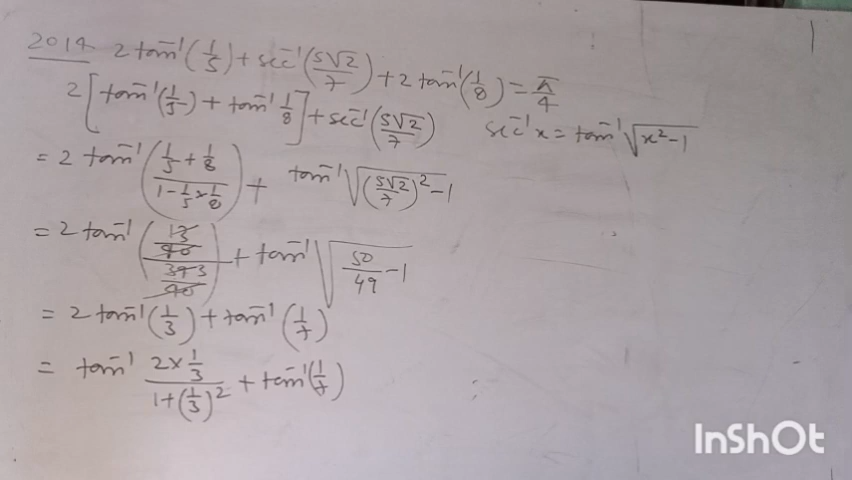 2014 2 tan⁻¹(1/5) + sec⁻¹(5√2/7) + 2 tan⁻¹(1/8) = π/4
2[tan⁻¹(1/5) + tan⁻¹ 1/8] + sec⁻¹(5√2/7) sec⁻¹x = tan⁻¹√(x²-1)
= 2 tan⁻¹((1/5 + 1/8)/(1 - 1/5 × 1/8)) + tan⁻¹√((5√2/7)² - 1)
= 2 tan⁻¹((13/40)/(39 3/40)) + tan⁻¹√(50/49 - 1)
= 2 tan⁻¹(1/3) + tan⁻¹(1/7)
= tan⁻¹ (2 × 1/3)/(1 + (1/3)²) + tan⁻¹(1/7)
InShOt